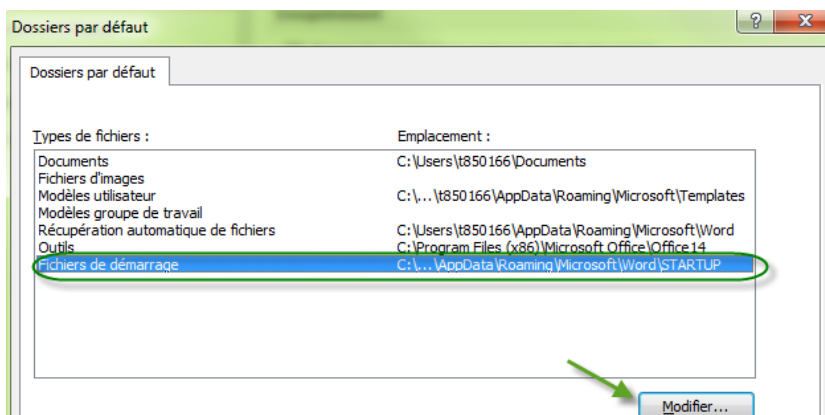 Dossiers par défaut
Dossiers par défaut
Types de fichiers : Emplacement :
Documents C:\Users\t850166\Documents
Fichiers d'images
Modèles utilisateur C:\...\t850166\AppData\Roaming\Microsoft\Templates
Modèles groupe de travail
Récupération automatique de fichiers C:\Users\t850166\AppData\Roaming\Microsoft\Word
Outils C:\Program Files (x86)\Microsoft Office\Office14
Fichiers de démarrage C:\...\AppData\Roaming\Microsoft\Word\STARTUP
Modifier...